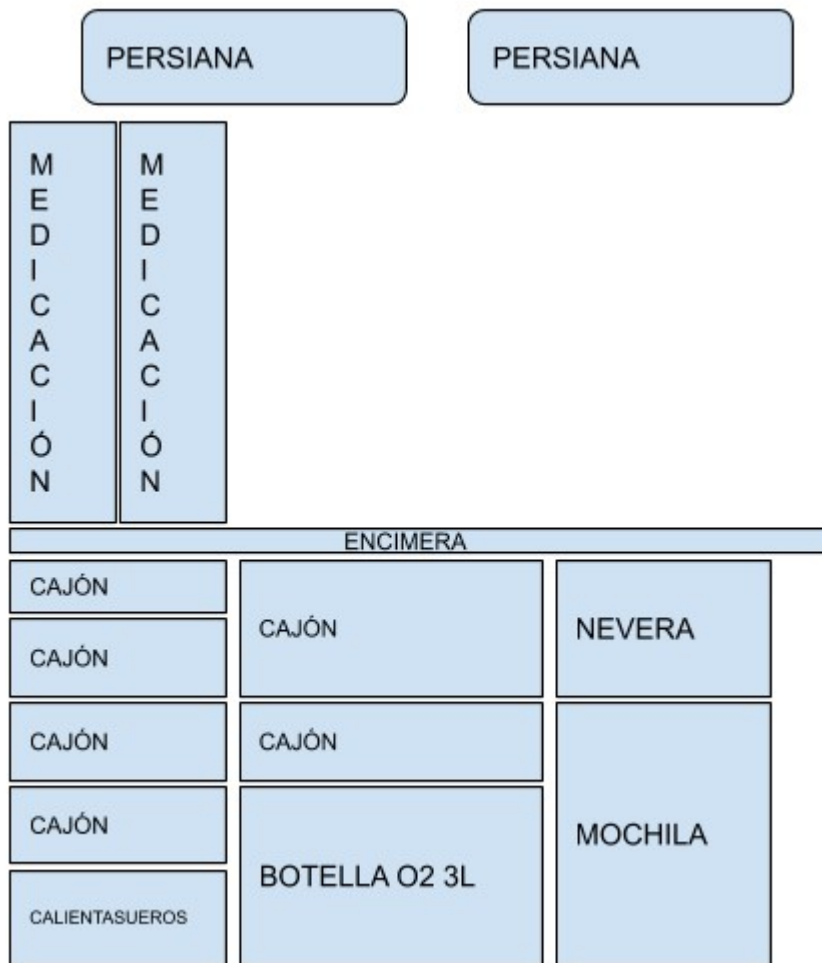 PERSIANA
PERSIANA
MEDICACIÓN
MEDICACIÓN
ENCIMERA
CAJÓN
CAJÓN
NEVERA
CAJÓN
CAJÓN
CAJÓN
CAJÓN
MOCHILA
BOTELLA O2 3L
CALIENTASUEROS